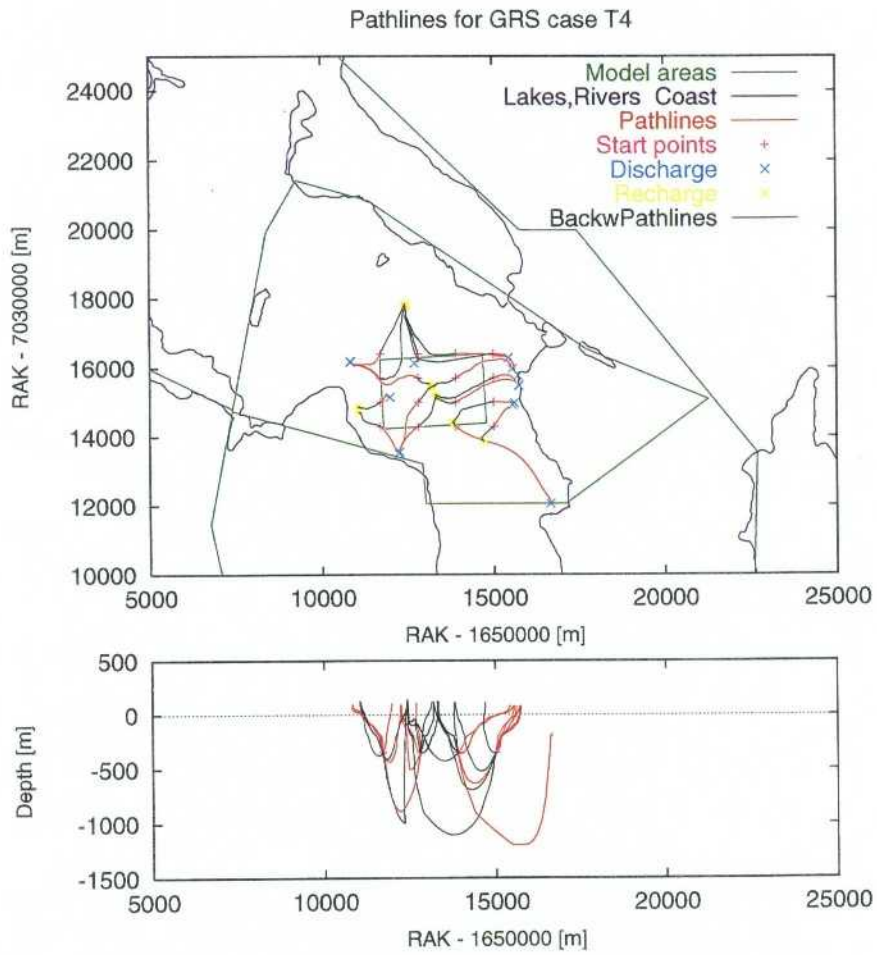 Pathlines for GRS case T4
Model areas
Lakes,Rivers Coast
Pathlines
Start points
Discharge
Recharge
BackwPathlines
24000
22000
20000
18000
16000
14000
12000
10000
RAK - 7030000 [m]
5000
10000
15000
20000
25000
RAK - 1650000 [m]
500
0
-500
-1000
-1500
Depth [m]
5000
10000
15000
20000
25000
RAK - 1650000 [m]